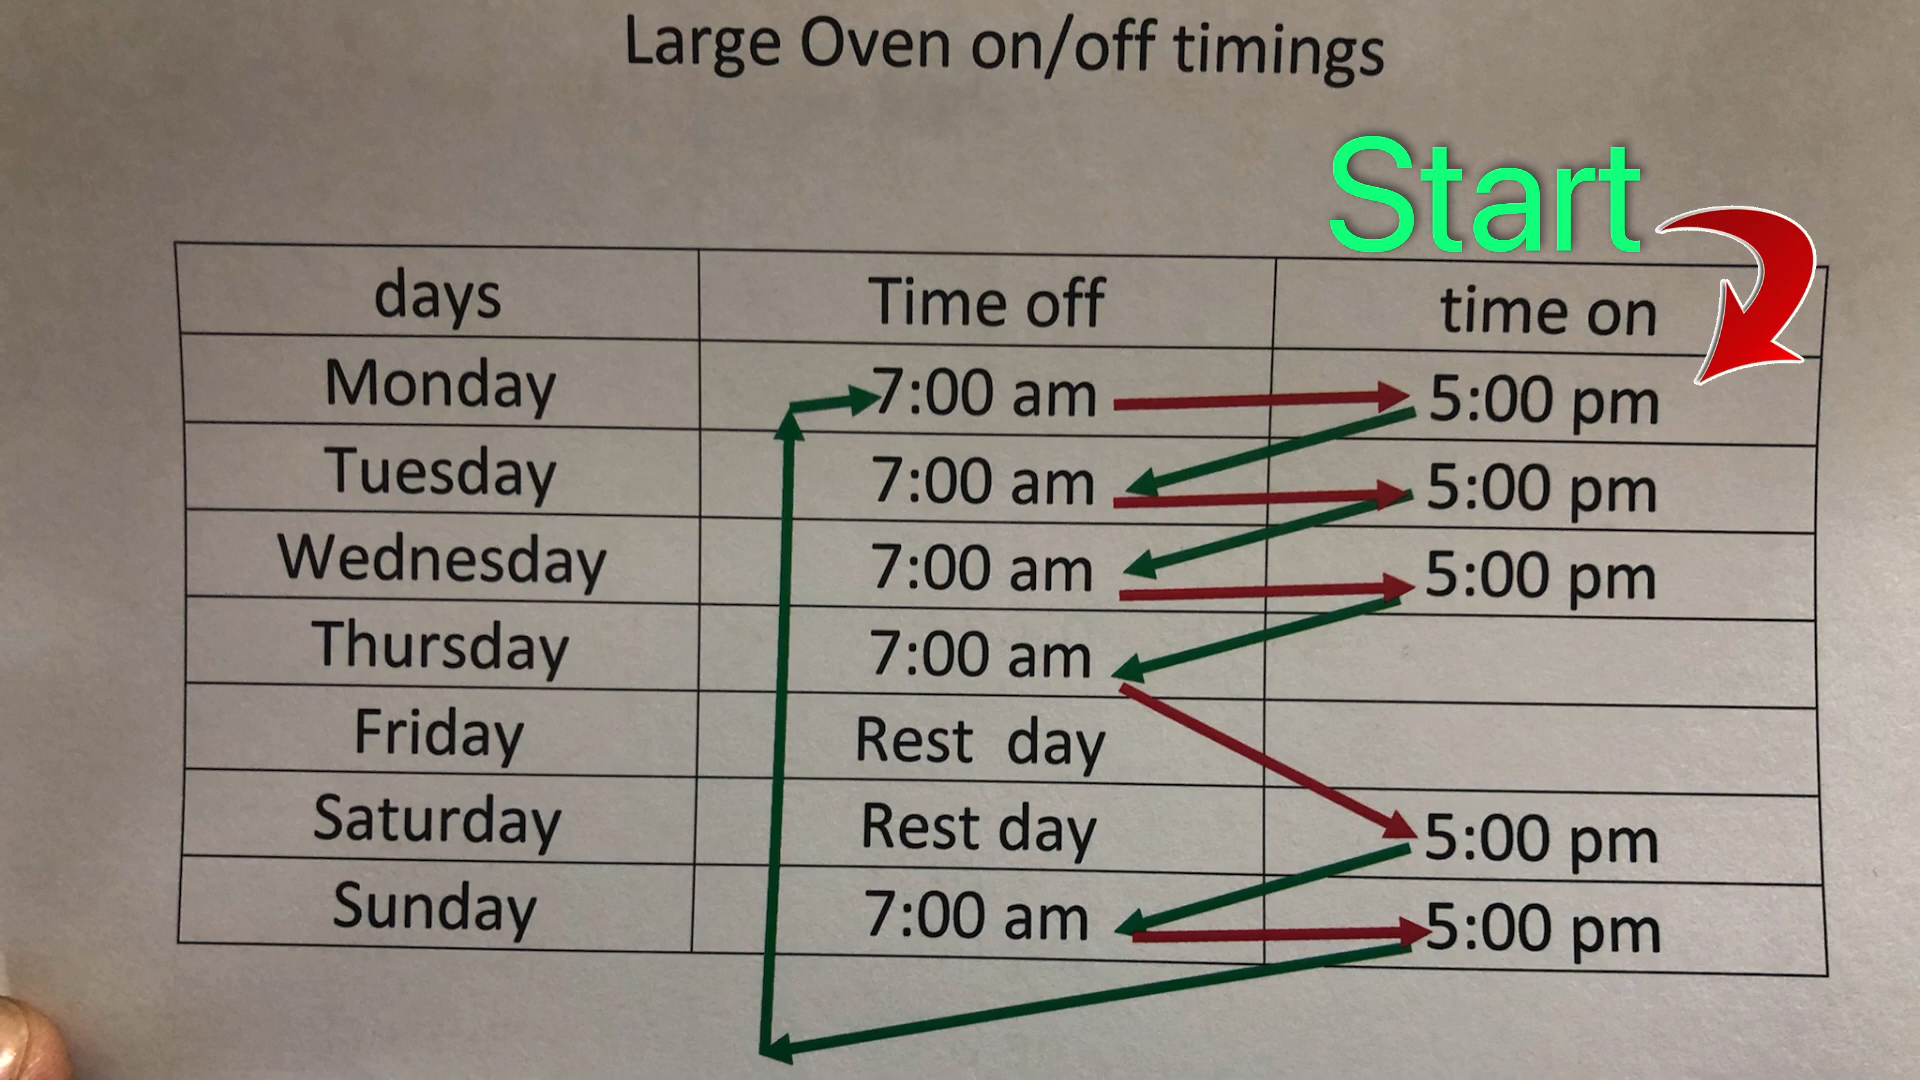 Large Oven on/off timings
Start
days Time off time on
Monday 7:00 am 5:00 pm
Tuesday 7:00 am 5:00 pm
Wednesday 7:00 am 5:00 pm
Thursday 7:00 am
Friday Rest day
Saturday Rest day 5:00 pm
Sunday 7:00 am 5:00 pm